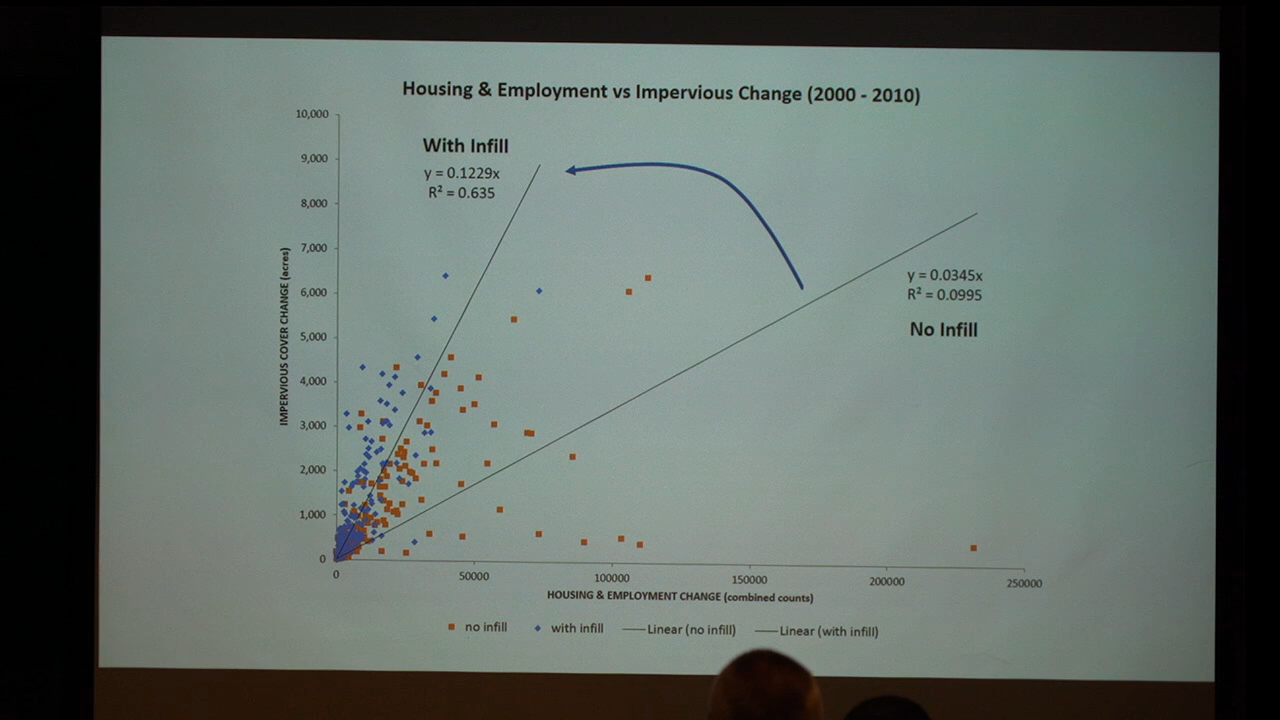 Housing & Employment vs Impervious Change (2000 - 2010)
10,000
9,000
8,000
7,000
6,000
5,000
4,000
3,000
2,000
1,000
0
IMPERVIOUS COVER CHANGE (acres)
With Infill
y = 0.1229x
R² = 0.635
y = 0.0345x
R² = 0.0995
No Infill
0
50000
100000
150000
200000
250000
HOUSING & EMPLOYMENT CHANGE (combined counts)
no infill
with infill
Linear (no infill)
Linear (with infill)